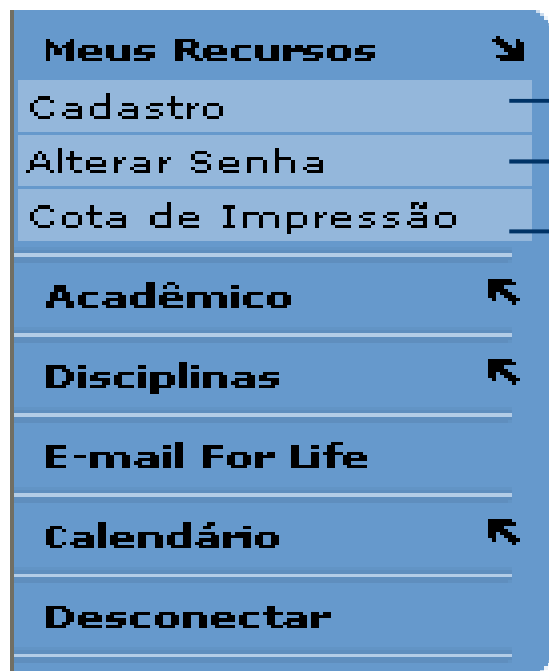 Meus Recursos
Cadastro
Alterar Senha
Cota de Impressão
Acadêmico
Disciplinas
E-mail For Life
Calendário
Desconectar